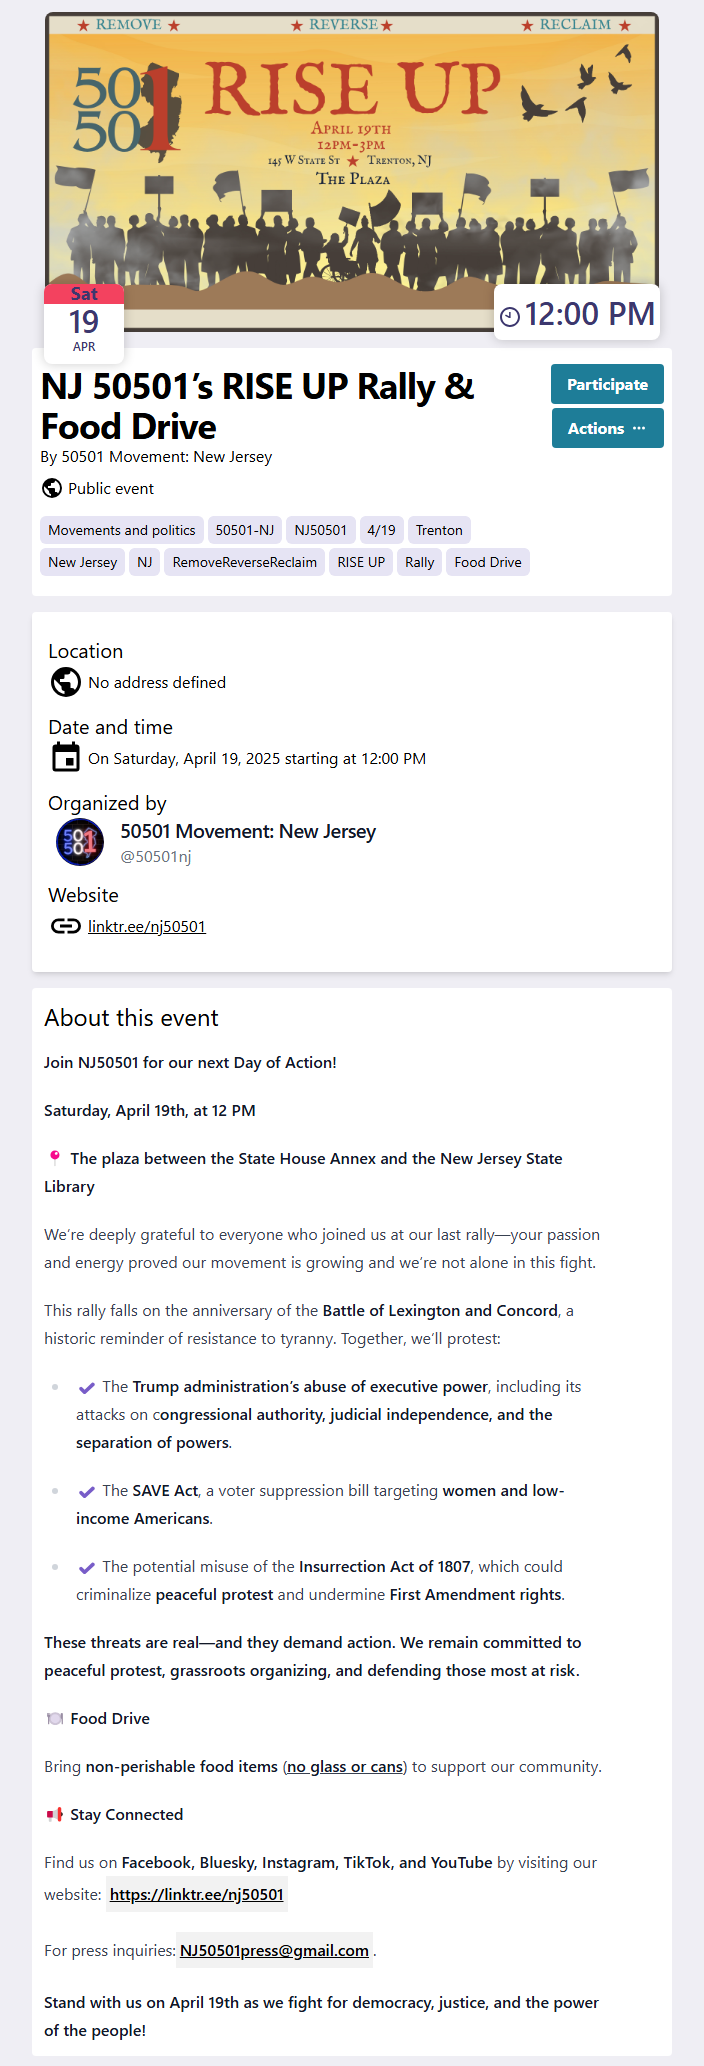 ★ REMOVE ★ ★ REVERSE ★ ★ RECLAIM ★
50
50
1
RISE UP
APRIL 19TH
12PM-3PM
145 W STATE ST ★ TRENTON, NJ
THE PLAZA
Sat
19
APR
12:00 PM
NJ 50501’s RISE UP Rally &
Food Drive
Participate
Actions ···
By 50501 Movement: New Jersey
Public event
Movements and politics 50501-NJ NJ50501 4/19 Trenton
New Jersey NJ RemoveReverseReclaim RISE UP Rally Food Drive
Location
No address defined
Date and time
On Saturday, April 19, 2025 starting at 12:00 PM
Organized by
50
50
1
50501 Movement: New Jersey
@50501nj
Website
linktr.ee/nj50501
About this event
Join NJ50501 for our next Day of Action!
Saturday, April 19th, at 12 PM
📍 The plaza between the State House Annex and the New Jersey State
Library
We’re deeply grateful to everyone who joined us at our last rally—your passion
and energy proved our movement is growing and we’re not alone in this fight.
This rally falls on the anniversary of the Battle of Lexington and Concord, a
historic reminder of resistance to tyranny. Together, we’ll protest:
• ✔ The Trump administration’s abuse of executive power, including its
attacks on congressional authority, judicial independence, and the
separation of powers.
• ✔ The SAVE Act, a voter suppression bill targeting women and low-
income Americans.
• ✔ The potential misuse of the Insurrection Act of 1807, which could
criminalize peaceful protest and undermine First Amendment rights.
These threats are real—and they demand action. We remain committed to
peaceful protest, grassroots organizing, and defending those most at risk.
🍽 Food Drive
Bring non-perishable food items (no glass or cans) to support our community.
📢 Stay Connected
Find us on Facebook, Bluesky, Instagram, TikTok, and YouTube by visiting our
website: https://linktr.ee/nj50501
For press inquiries: NJ50501press@gmail.com .
Stand with us on April 19th as we fight for democracy, justice, and the power
of the people!